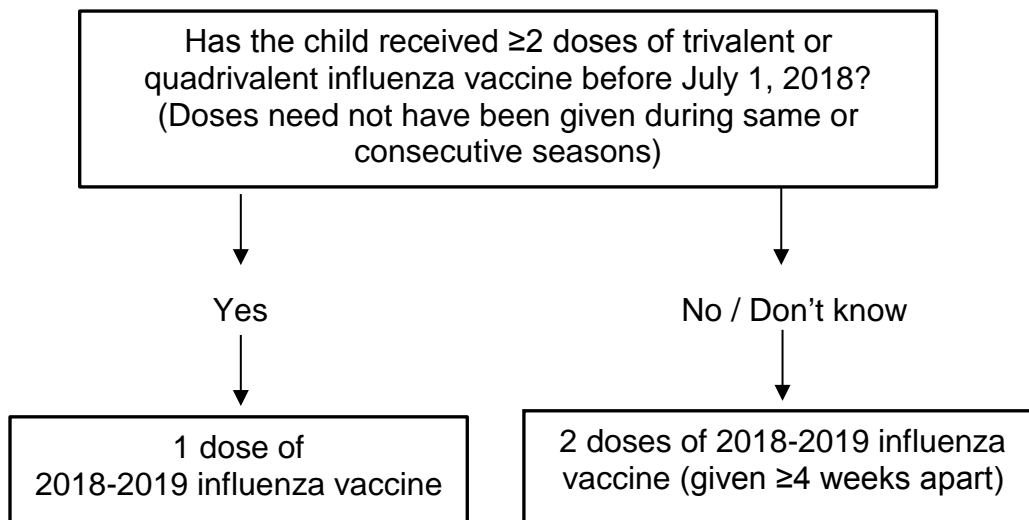 Has the child received ≥2 doses of trivalent or
quadrivalent influenza vaccine before July 1, 2018?
(Doses need not have been given during same or
consecutive seasons)
Yes
No / Don’t know
1 dose of
2018-2019 influenza vaccine
2 doses of 2018-2019 influenza
vaccine (given ≥4 weeks apart)